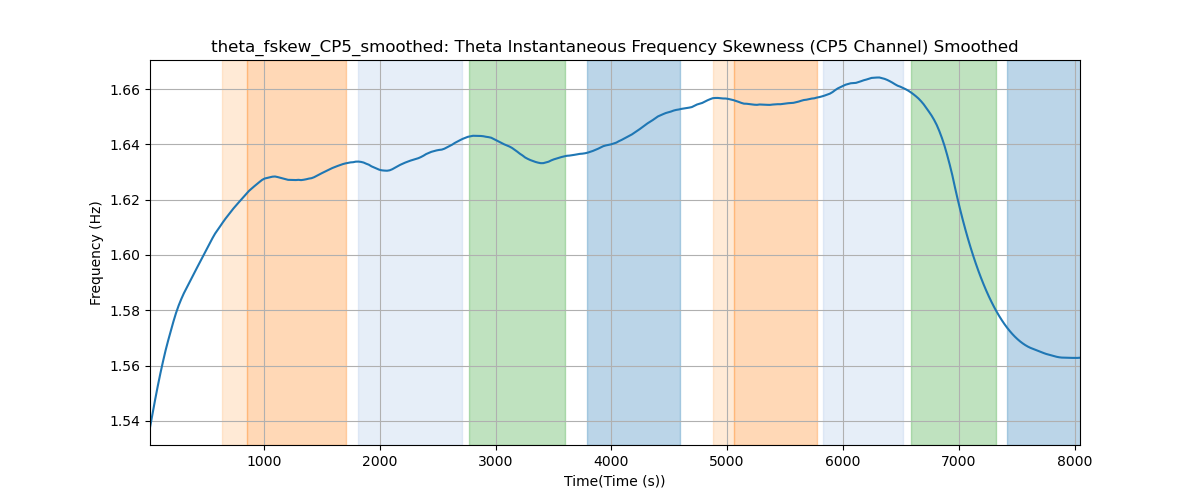 theta_fskew_CP5_smoothed: Theta Instantaneous Frequency Skewness (CP5 Channel) Smoothed
1.66
1.64
1.62
1.60
1.58
1.56
1.54
Frequency (Hz)
1000 2000 3000 4000 5000 6000 7000 8000
Time(Time (s))